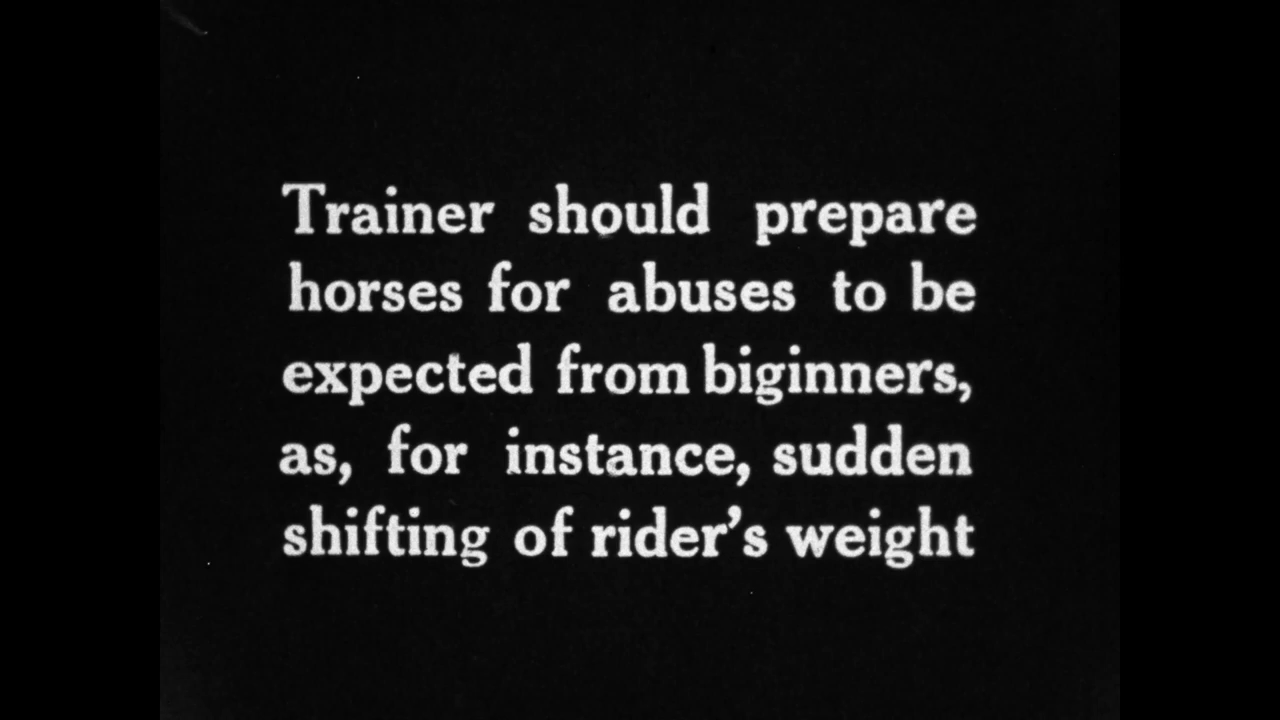 Trainer should prepare
horses for abuses to be
expected from biginners,
as, for instance, sudden
shifting of rider's weight